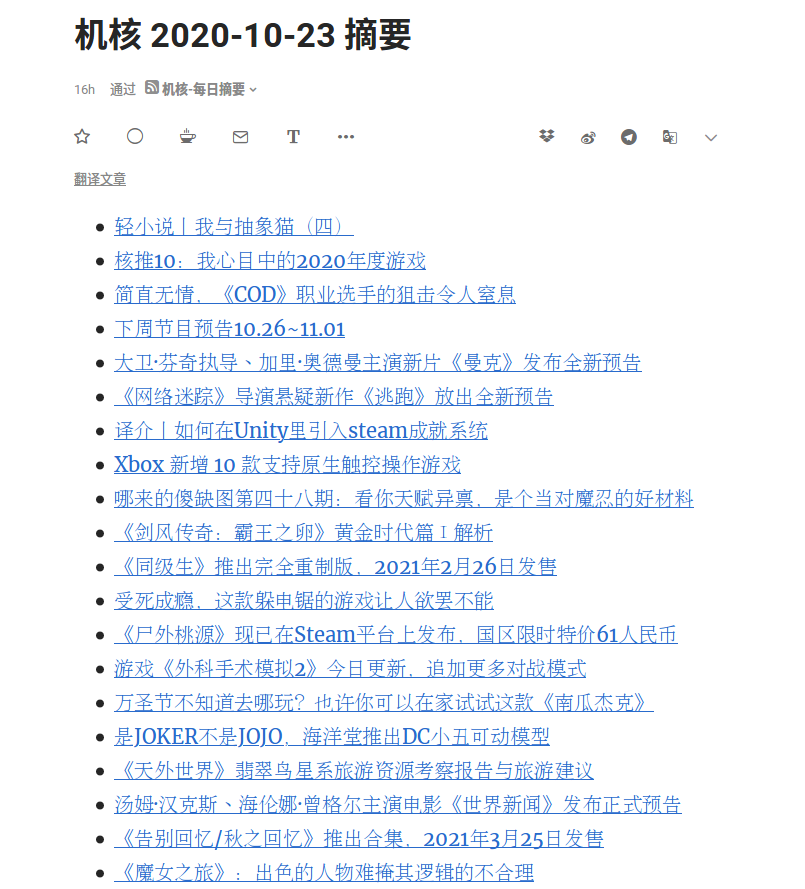 机核 2020-10-23 摘要
16h 通过 机核-每日摘要
T
翻译文章
轻小说丨我与抽象猫（四）
核推10：我心目中的2020年度游戏
简直无情，《COD》职业选手的狙击令人窒息
下周节目预告10.26~11.01
大卫·芬奇执导、加里·奥德曼主演新片《曼克》发布全新预告
《网络迷踪》导演悬疑新作《逃跑》放出全新预告
译介丨如何在Unity里引入steam成就系统
Xbox 新增 10 款支持原生触控操作游戏
哪来的傻缺图第四十八期：看你天赋异禀，是个当对魔忍的好材料
《剑风传奇：霸王之卵》黄金时代篇Ⅰ解析
《同级生》推出完全重制版，2021年2月26日发售
受死成瘾，这款躲电锯的游戏让人欲罢不能
《尸外桃源》现已在Steam平台上发布，国区限时特价61人民币
游戏《外科手术模拟2》今日更新，追加更多对战模式
万圣节不知道去哪玩？也许你可以在家试试这款《南瓜杰克》
是JOKER不是JOJO，海洋堂推出DC小丑可动模型
《天外世界》翡翠鸟星系旅游资源考察报告与旅游建议
汤姆·汉克斯、海伦娜·曾格尔主演电影《世界新闻》发布正式预告
《告别回忆/秋之回忆》推出合集，2021年3月25日发售
《魔女之旅》：出色的人物难掩其逻辑的不合理